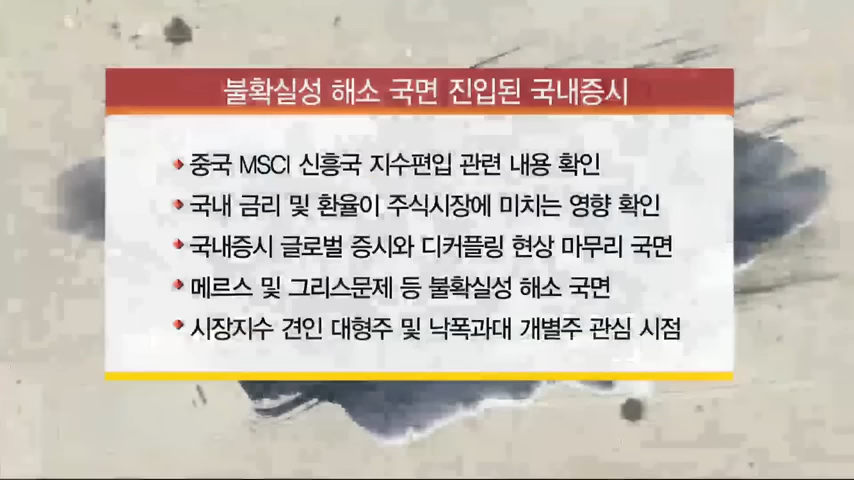 불확실성 해소 국면 진입된 국내증시
중국 MSCI 신흥국 지수편입 관련 내용 확인
국내 금리 및 환율이 주식시장에 미치는 영향 확인
국내증시 글로벌 증시와 디커플링 현상 마무리 국면
메르스 및 그리스문제 등 불확실성 해소 국면
시장지수 견인 대형주 및 낙폭과대 개별주 관심 시점